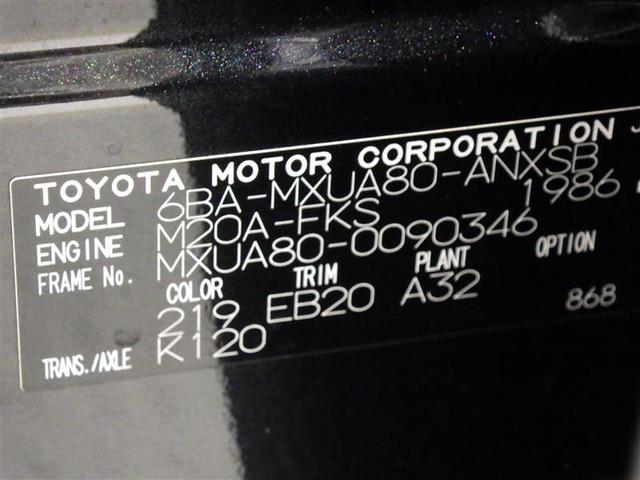 TOYOTA MOTOR CORPORATION J
MODEL 6BA-MXUA80-ANXSB
ENGINE M20A-FKS 1986
FRAME No. MXUA80-0090346
COLOR TRIM PLANT OPTION
219 EB20 A32 868
TRANS./AXLE K120